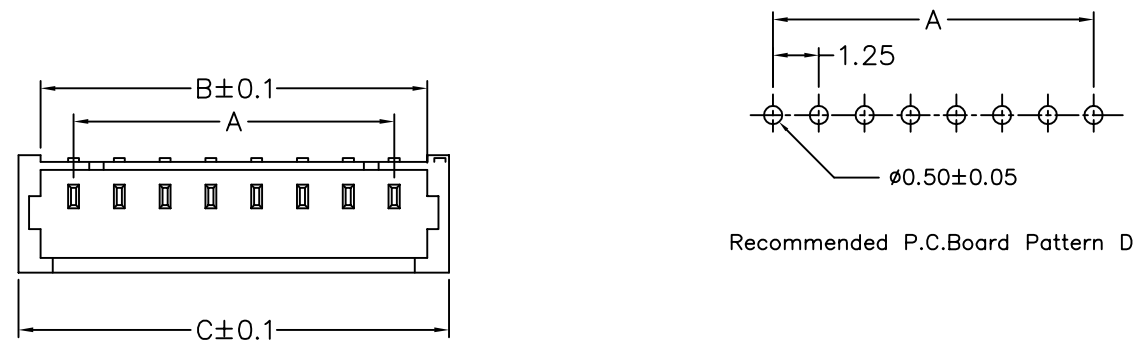 A
1.25
B±0.1
A
ø0.50±0.05
Recommended P.C.Board Pattern D
C±0.1